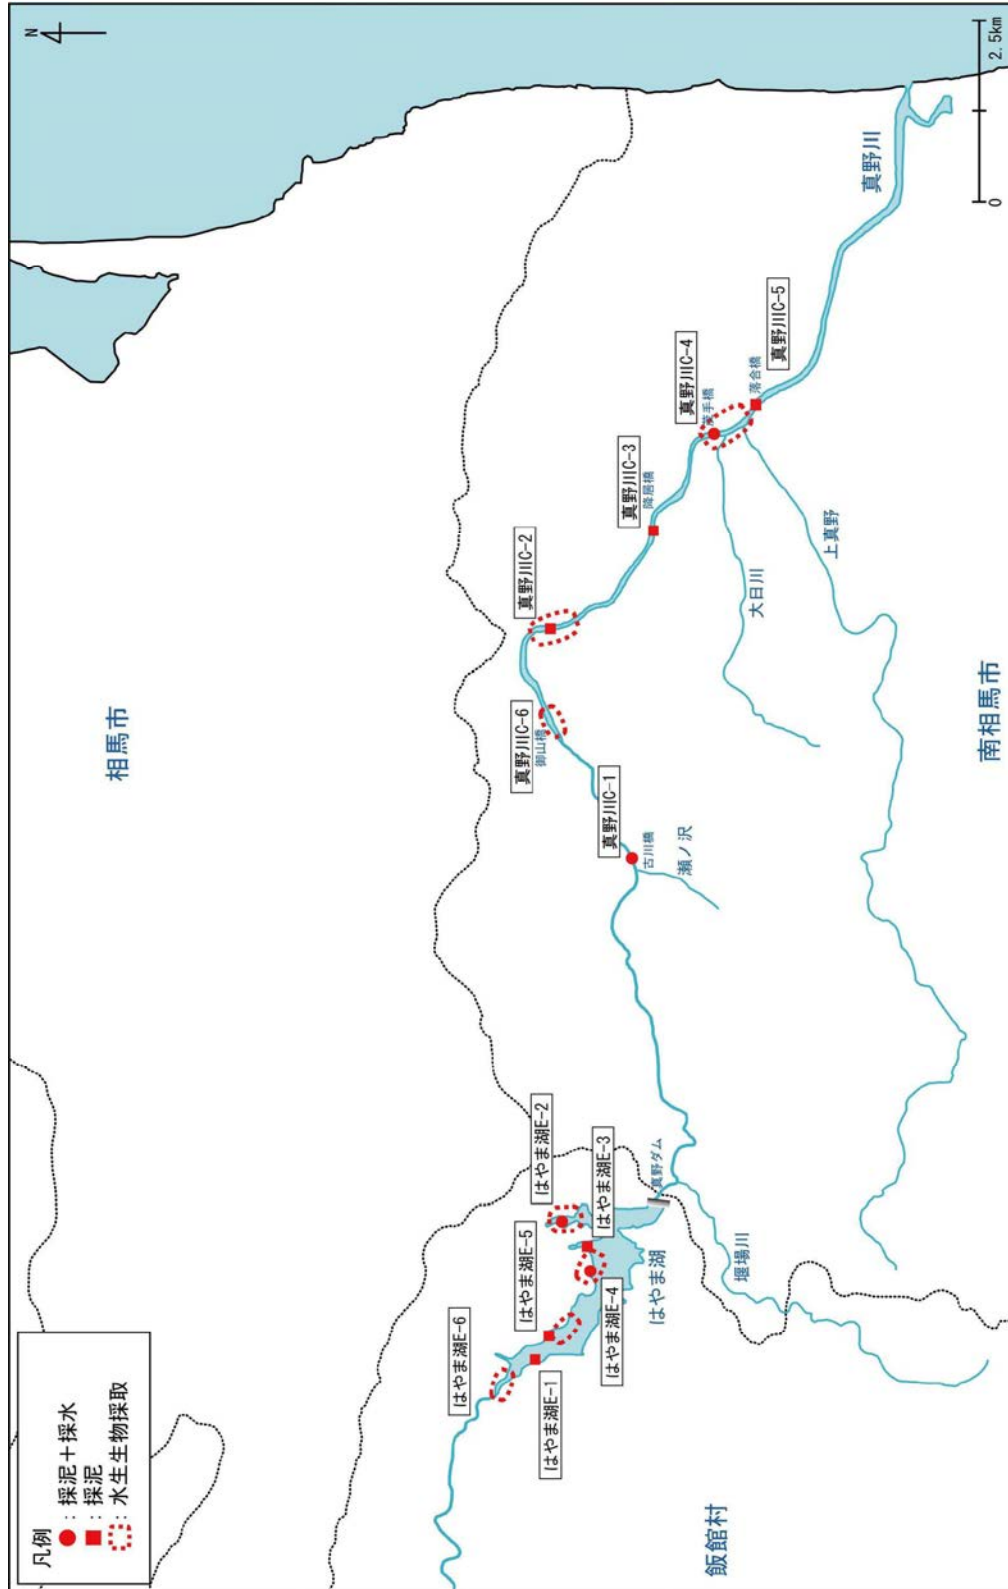 凡例
● : 採泥+採水
■ : 採泥
: 水生生物採取
N
相馬市
飯舘村
南相馬市
はやま湖E-6
はやま湖E-5
はやま湖E-2
はやま湖E-1
はやま湖E-4
はやま湖E-3
はやま湖
真野ダム
堰場川
真野川C-1
古川橋
瀬ノ沢
真野川C-6
御山橋
真野川C-2
真野川C-3
降居橋
真野川C-4
真野川C-5
落合橋
大日川
上真野
真野川
0
2.5km